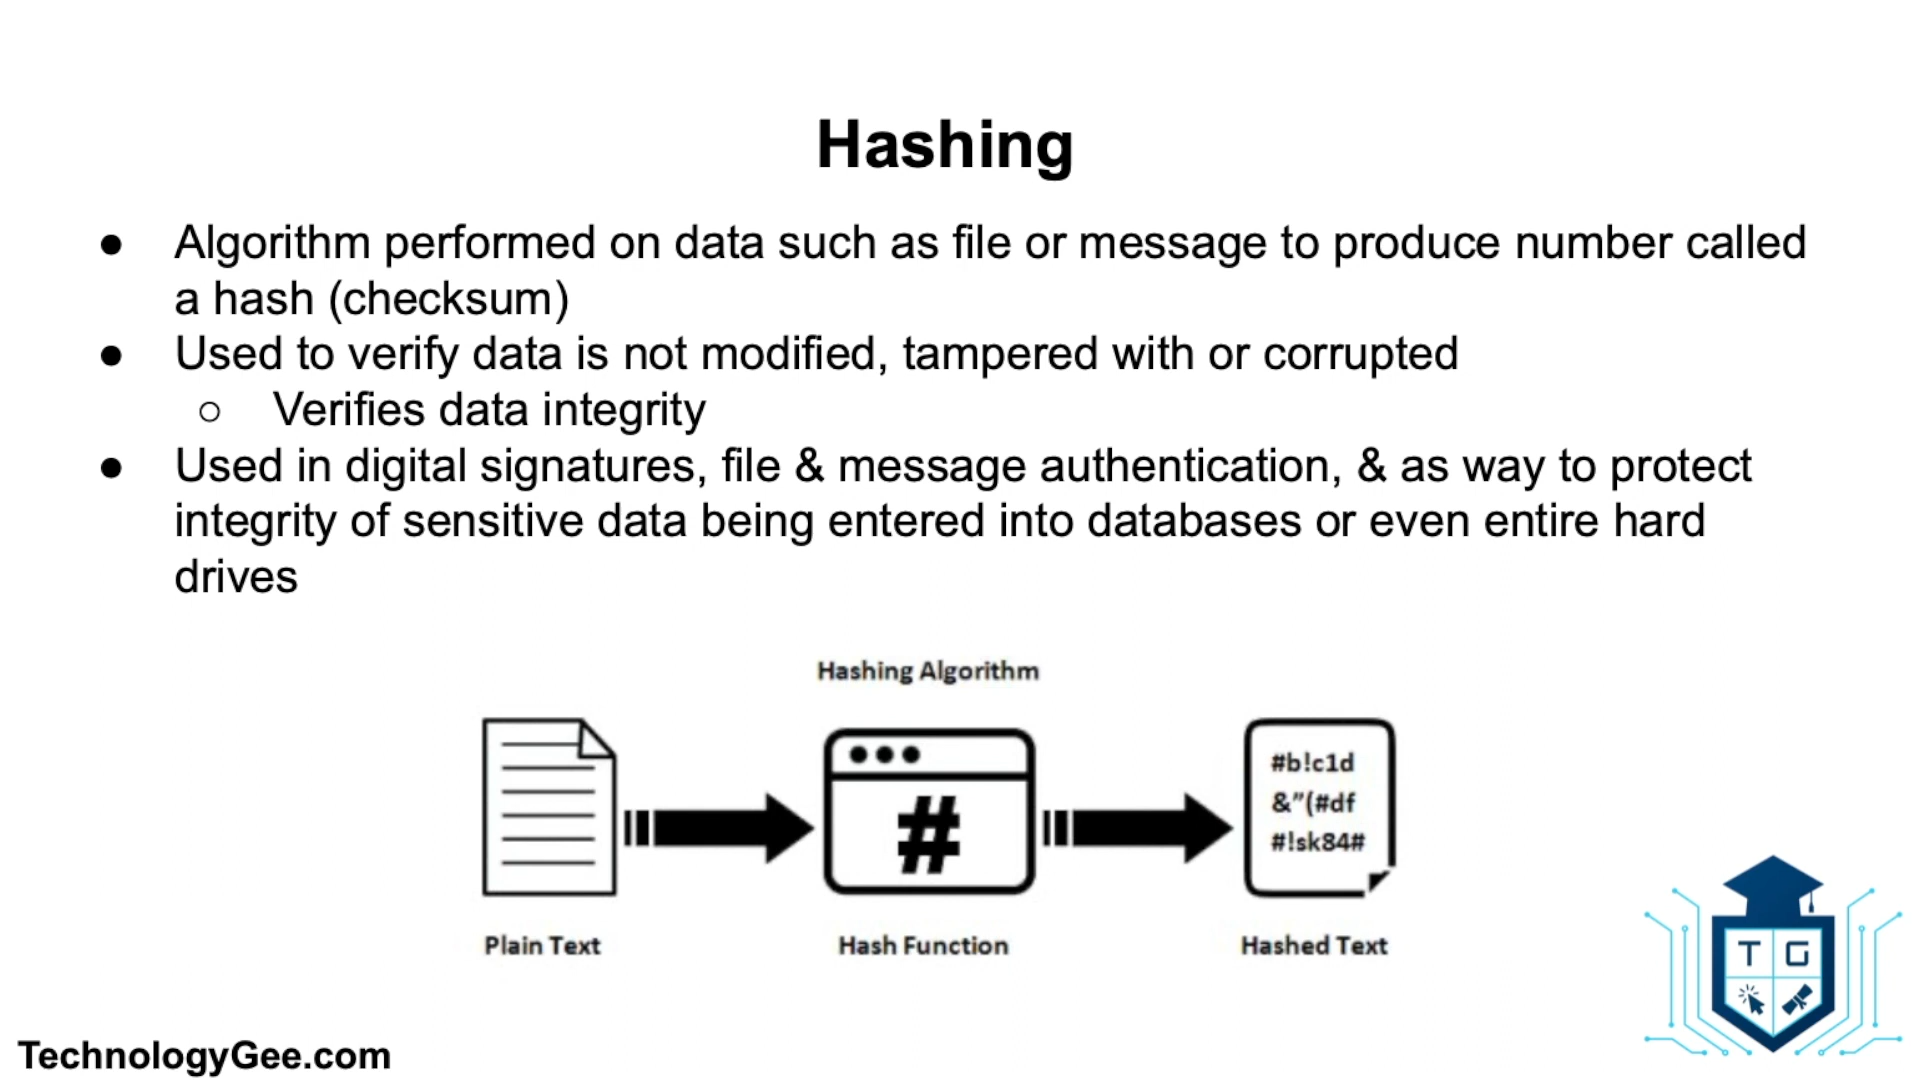 Hashing
● Algorithm performed on data such as file or message to produce number called
a hash (checksum)
● Used to verify data is not modified, tampered with or corrupted
○ Verifies data integrity
● Used in digital signatures, file & message authentication, & as way to protect
integrity of sensitive data being entered into databases or even entire hard
drives
Hashing Algorithm
#
#b!c1d
&"(#df
#!sk84#
Plain Text
Hash Function
Hashed Text
T G
TechnologyGee.com